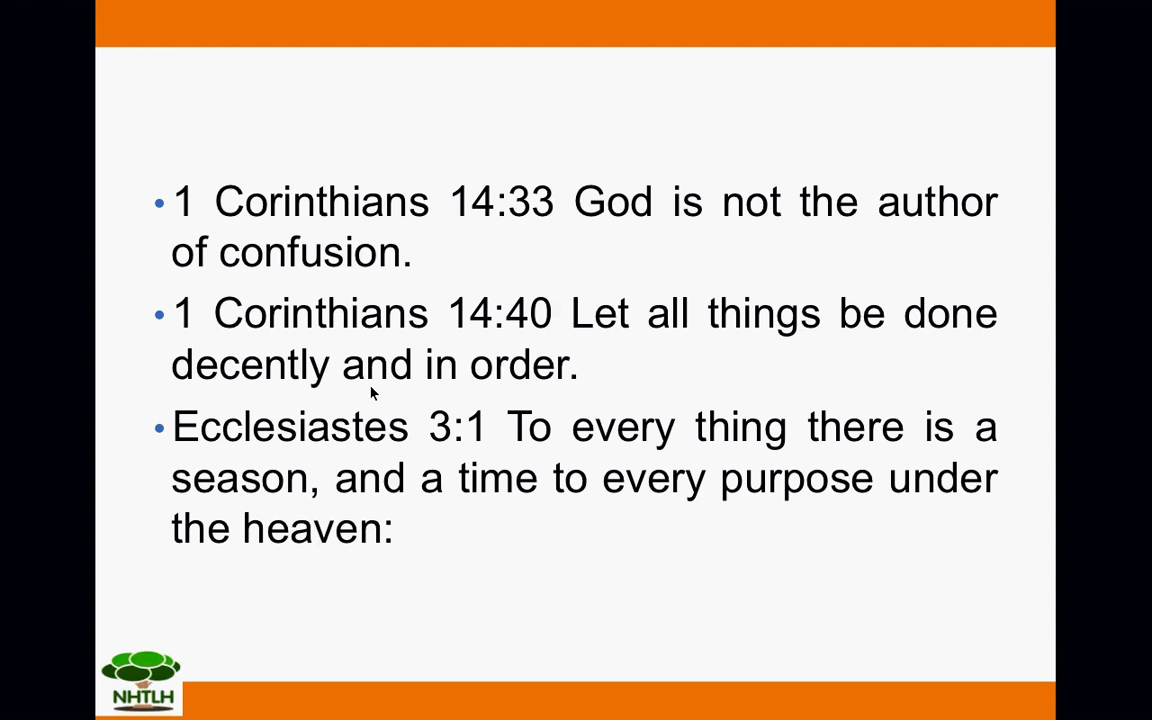 • 1 Corinthians 14:33 God is not the author
of confusion.
• 1 Corinthians 14:40 Let all things be done
decently and in order.
• Ecclesiastes 3:1 To every thing there is a
season, and a time to every purpose under
the heaven:
NHTLH